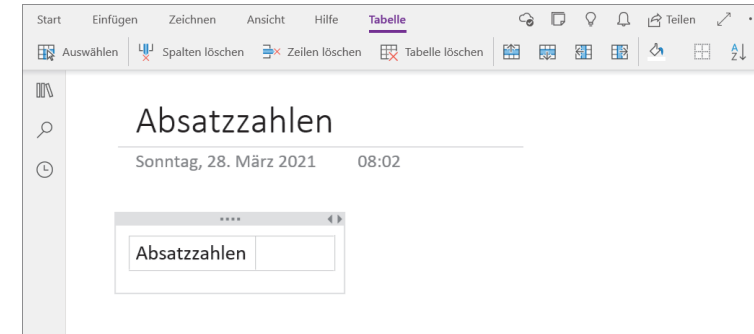 Start Einfügen Zeichnen Ansicht Hilfe Tabelle Teilen
Auswählen Spalten löschen Zeilen löschen Tabelle löschen
Absatzzahlen
Sonntag, 28. März 2021 08:02
Absatzzahlen